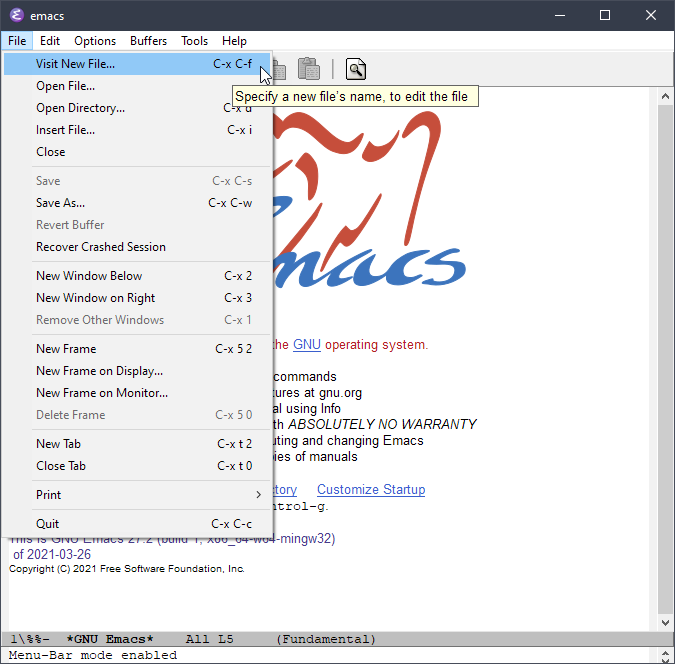 emacs
File Edit Options Buffers Tools Help
Visit New File... C-x C-f
Open File...
Specify a new file's name, to edit the file
Open Directory... C-x d
Insert File... C-x i
Close
Save C-x C-s
Save As... C-x C-w
Revert Buffer
Recover Crashed Session
macs
New Window Below C-x 2
New Window on Right C-x 3
Remove Other Windows C-x 1
New Frame C-x 5 2
the GNU operating system.
New Frame on Display...
commands
New Frame on Monitor...
tures at gnu.org
Delete Frame C-x 5 0
al using Info
th ABSOLUTELY NO WARRANTY
New Tab C-x t 2
uting and changing Emacs
Close Tab C-x t 0
pies of manuals
Print
ctory Customize Startup
ntrol-g.
Quit C-x C-c
This is GNU Emacs 27.2 (build 1, x86_64-w64-mingw32)
of 2021-03-26
Copyright (C) 2021 Free Software Foundation, Inc.
1\%%- *GNU Emacs* All L5 (Fundamental)
Menu-Bar mode enabled